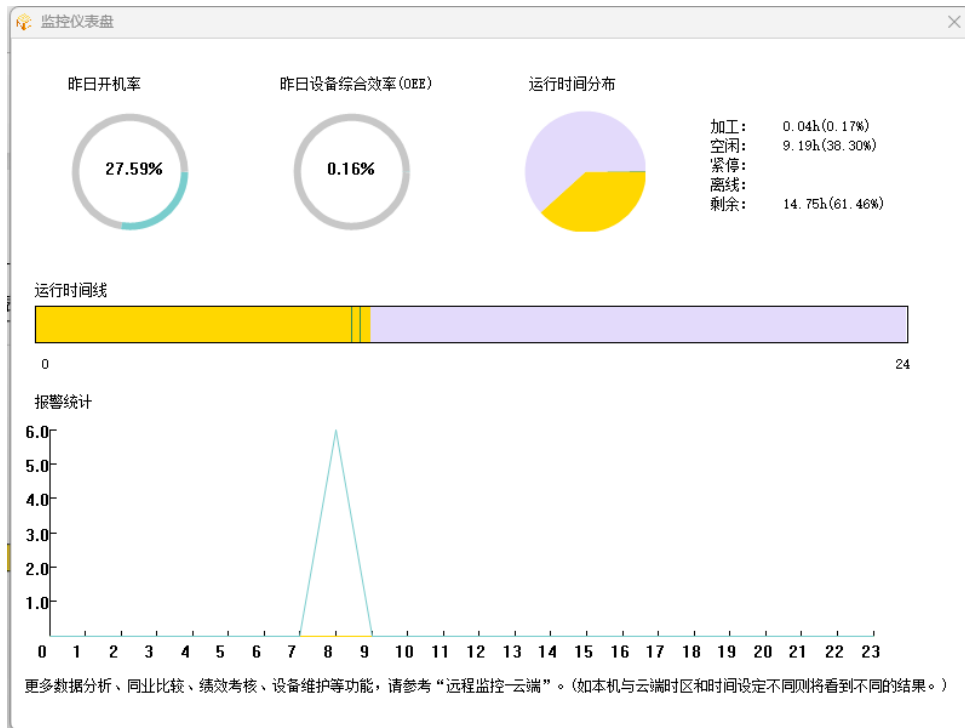 监控仪表盘
昨日开机率
昨日设备综合效率(OEE)
运行时间分布
27.59%
0.16%
加工： 0.04h(0.17%)
空闲： 9.19h(38.30%)
紧停：
离线：
剩余： 14.75h(61.46%)
运行时间线
0 24
报警统计
6.0
5.0
4.0
3.0
2.0
1.0
0 1 2 3 4 5 6 7 8 9 10 11 12 13 14 15 16 17 18 19 20 21 22 23
更多数据分析、同业比较、绩效考核、设备维护等功能，请参考“远程监控—云端”。(如本机与云端时区和时间设定不同则将看到不同的结果。)